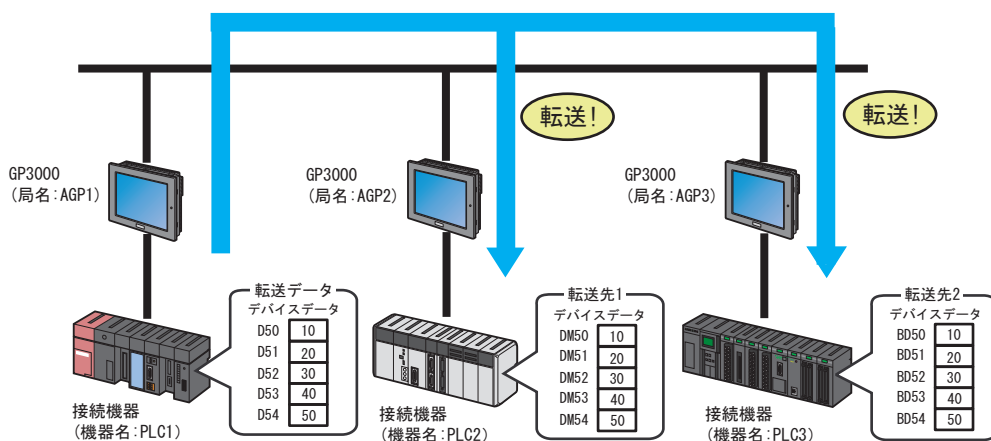 転送!
転送!
GP3000
(局名:AGP1)
GP3000
(局名:AGP2)
GP3000
(局名:AGP3)
転送データ
デバイスデータ
D50 10
D51 20
D52 30
D53 40
D54 50
接続機器
(機器名:PLC1)
転送先1
デバイスデータ
DM50 10
DM51 20
DM52 30
DM53 40
DM54 50
接続機器
(機器名:PLC2)
転送先2
デバイスデータ
BD50 10
BD51 20
BD52 30
BD53 40
BD54 50
接続機器
(機器名:PLC3)